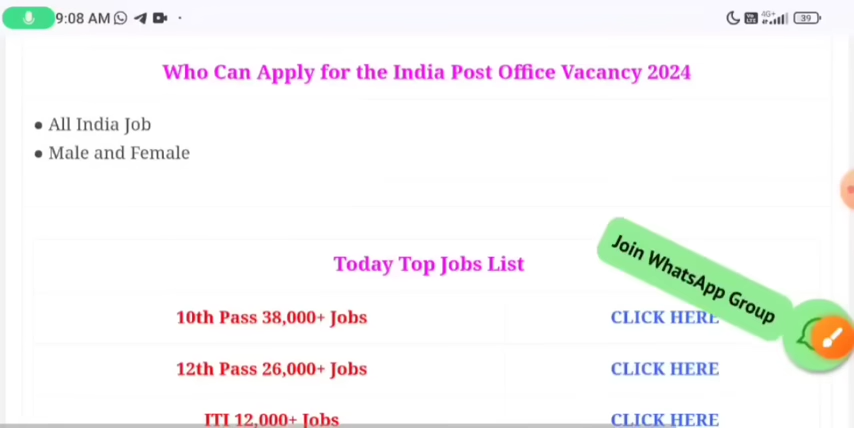 9:08 AM
4G+
39
Who Can Apply for the India Post Office Vacancy 2024
● All India Job
● Male and Female
Join WhatsApp Group
Today Top Jobs List
10th Pass 38,000+ Jobs CLICK HERE
12th Pass 26,000+ Jobs CLICK HERE
ITI 12,000+ Jobs CLICK HERE